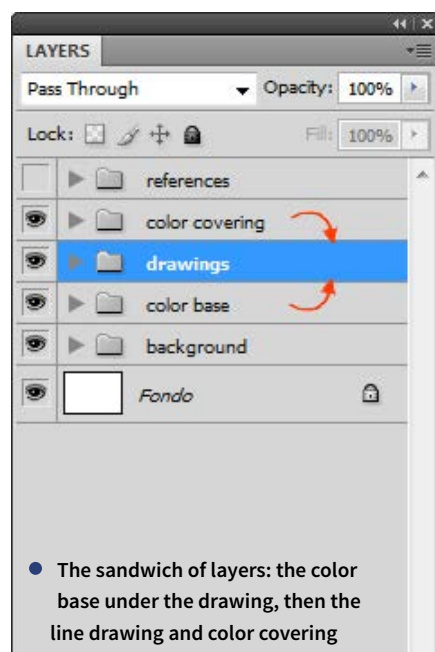 LAYERS
Pass Through Opacity: 100%
Lock: Fill: 100%
references
color covering
drawings
color base
background
Fondo
The sandwich of layers: the color
base under the drawing, then the
line drawing and color covering